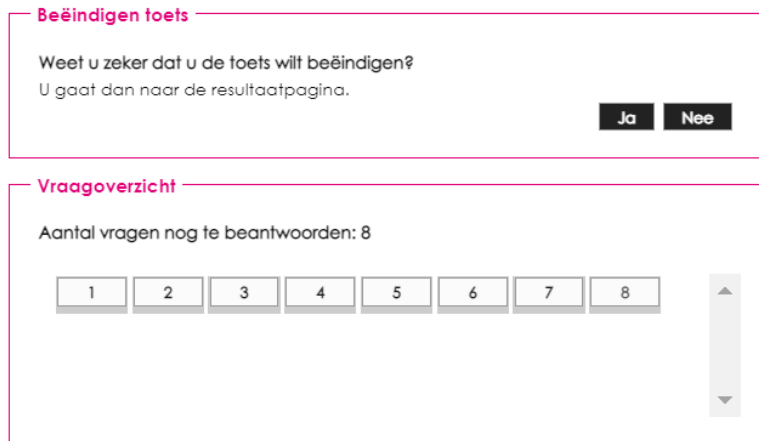 Beëindigen toets
Weet u zeker dat u de toets wilt beëindigen?
U gaat dan naar de resultaatpagina.
Ja Nee
Vraagoverzicht
Aantal vragen nog te beantwoorden: 8
1 2 3 4 5 6 7 8